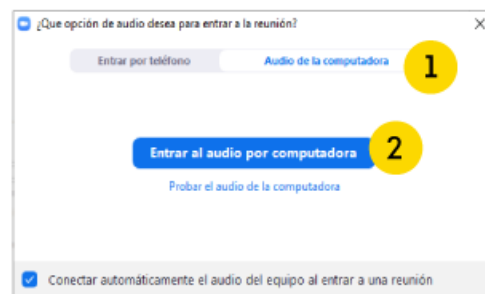 ¿Que opción de audio desea para entrar a la reunión?
Entrar por teléfono
Audio de la computadora
1
Entrar al audio por computadora
2
Probar el audio de la computadora
Conectar automáticamente el audio del equipo al entrar a una reunión